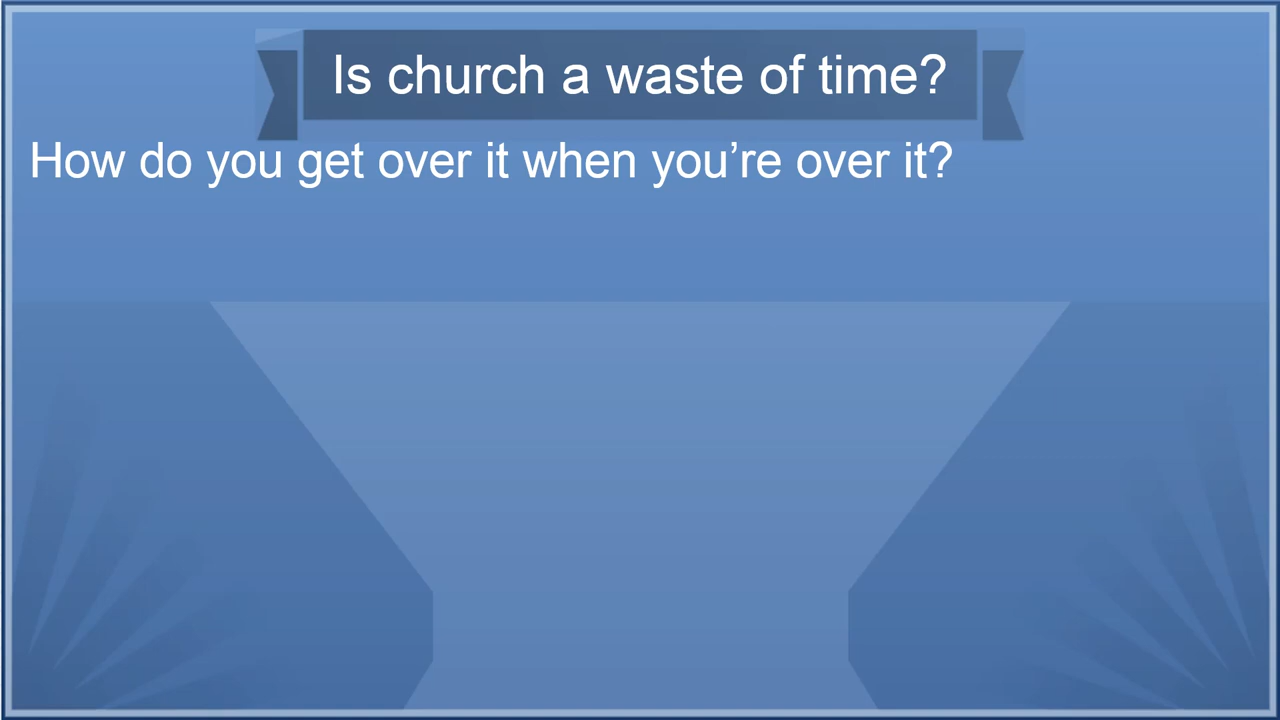 Is church a waste of time?
How do you get over it when you’re over it?